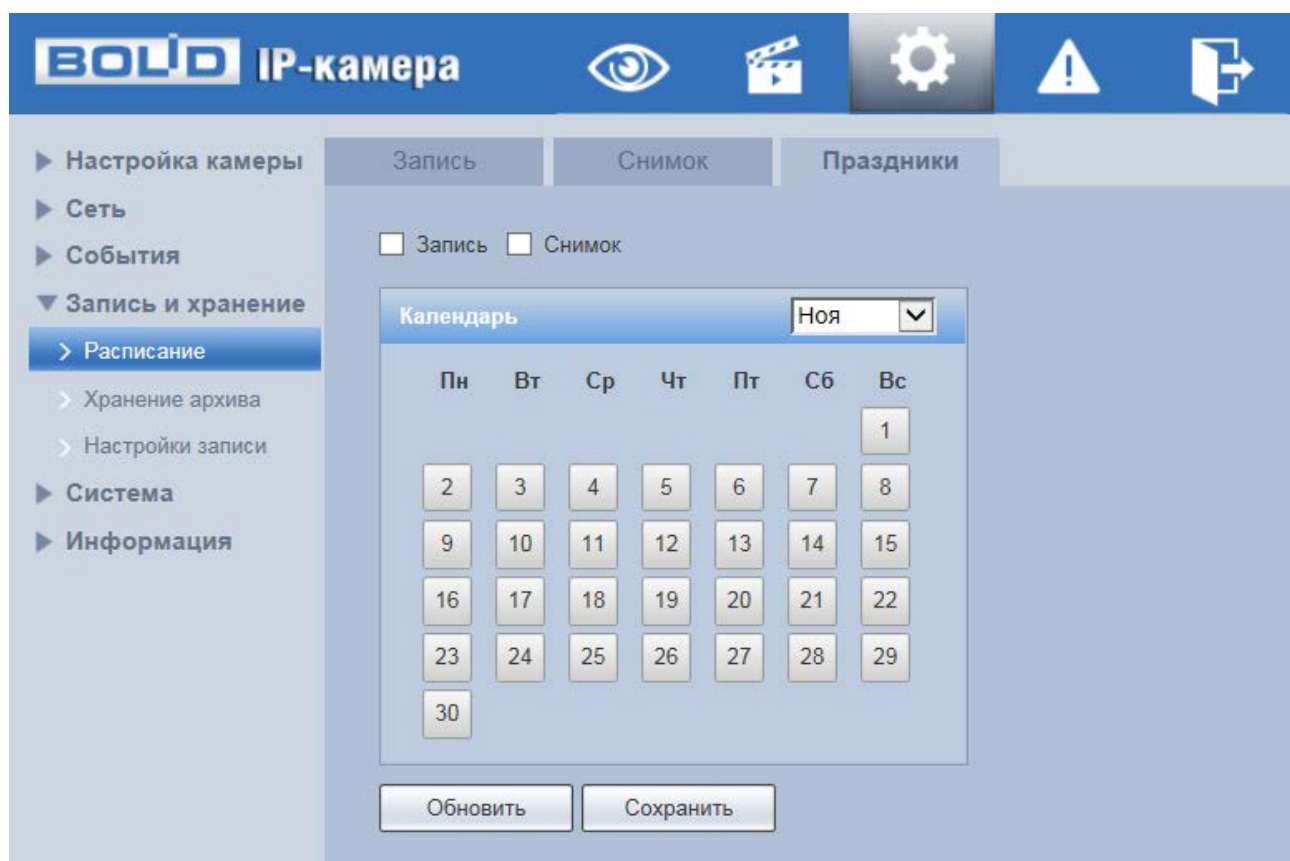 BOLID IP-камера
Настройка камеры
Сеть
События
Запись и хранение
Расписание
Хранение архива
Настройки записи
Система
Информация
Запись Снимок Праздники
Запись Снимок
Календарь Ноя
Пн Вт Ср Чт Пт Сб Вс
1
2 3 4 5 6 7 8
9 10 11 12 13 14 15
16 17 18 19 20 21 22
23 24 25 26 27 28 29
30
Обновить Сохранить